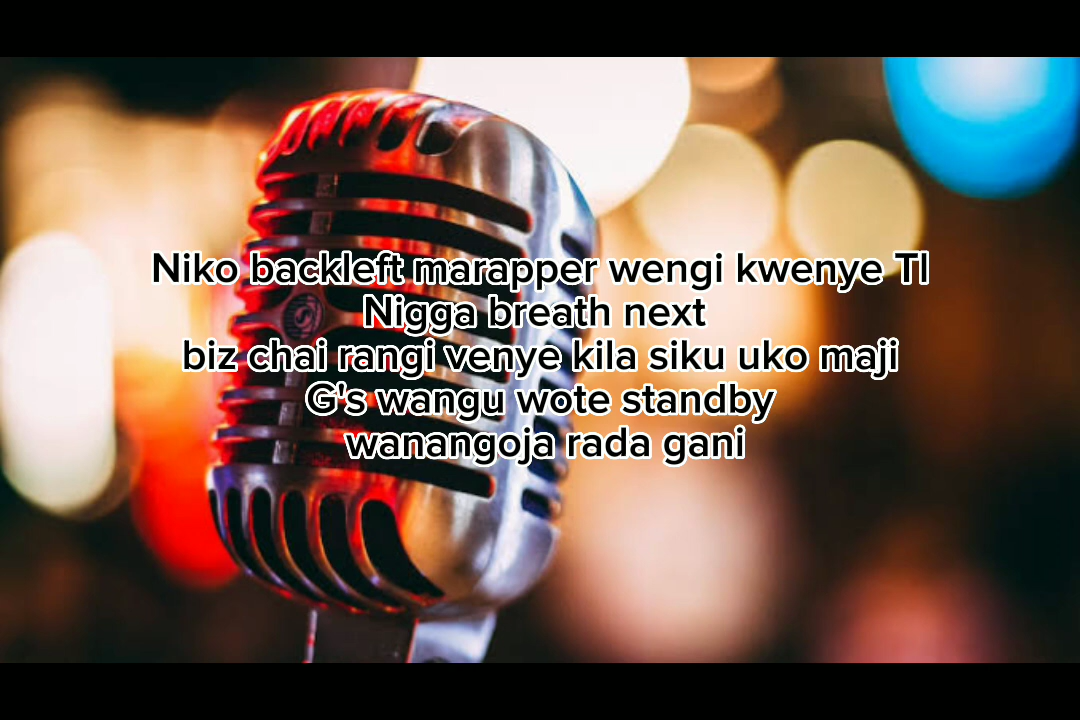 Niko backleft marapper wengi kwenye Tl
Nigga breath next
biz chai rangi venye kila siku uko maji
G's wangu wote standby
wanangoja rada gani